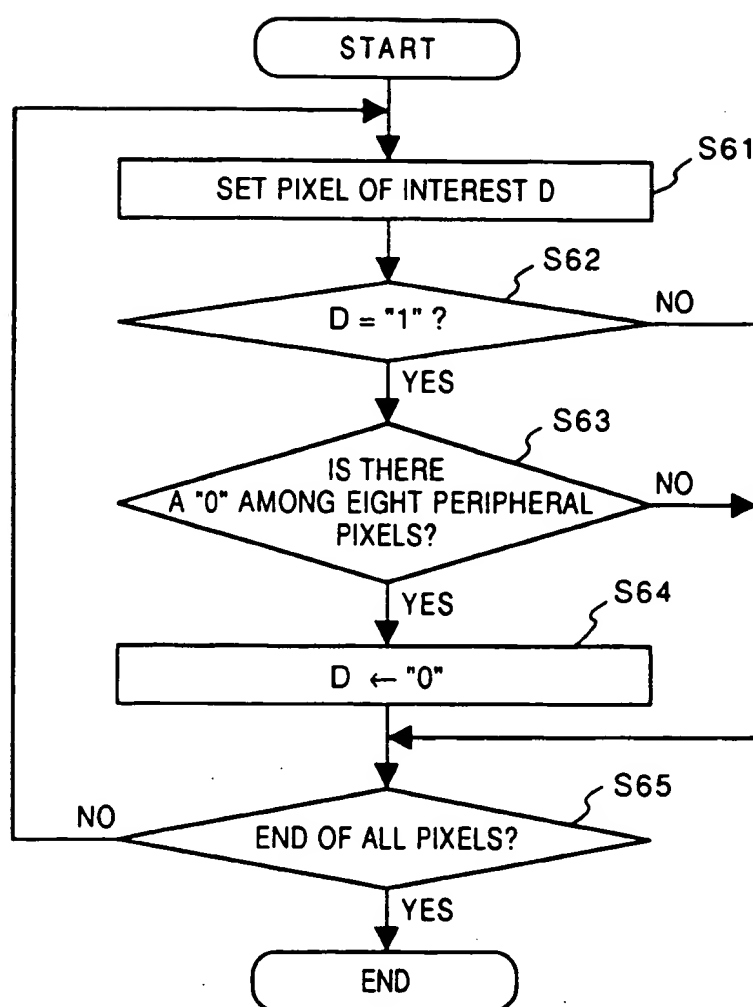 START
S61
SET PIXEL OF INTEREST D
S62
D = "1" ?
NO
YES
S63
IS THERE
A "0" AMONG EIGHT PERIPHERAL
PIXELS?
NO
YES
S64
D ← "0"
S65
NO
END OF ALL PIXELS?
YES
END